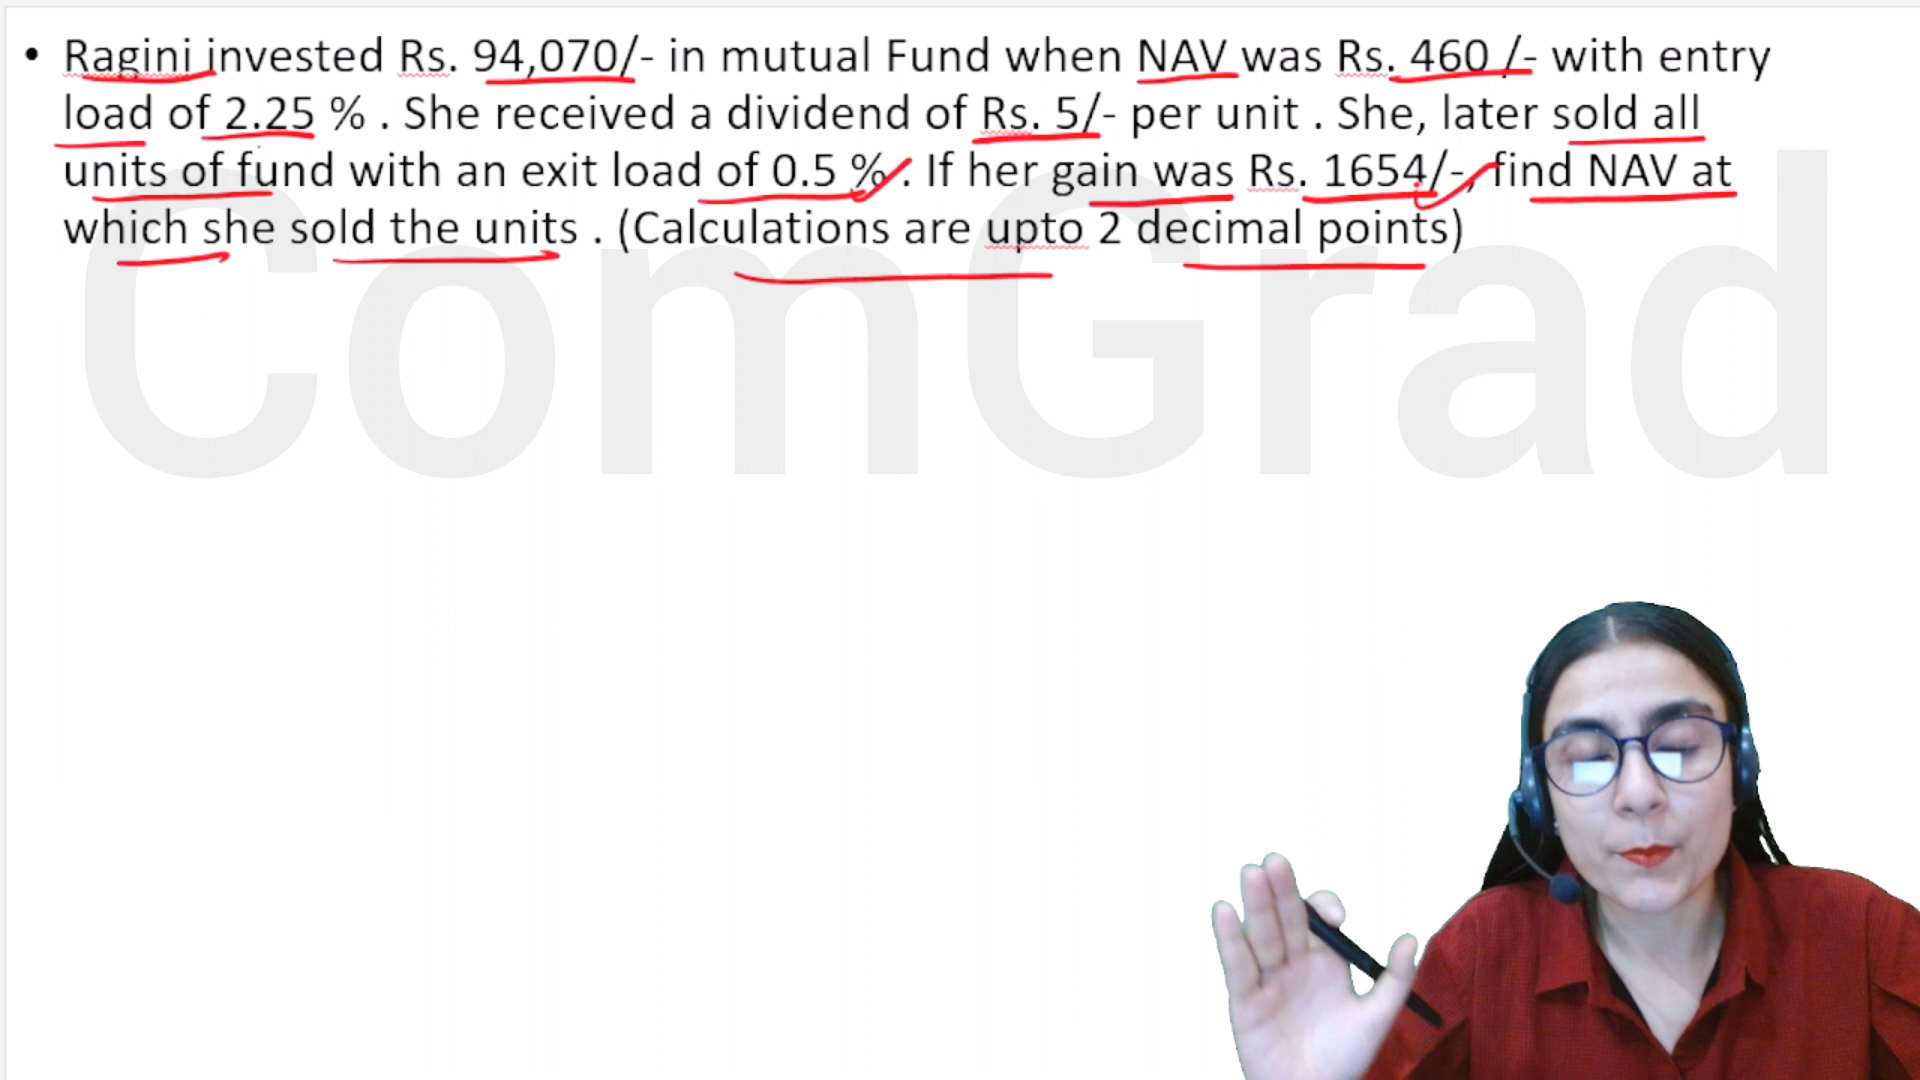 • Ragini invested Rs. 94,070/- in mutual Fund when NAV was Rs. 460 /- with entry
load of 2.25 % . She received a dividend of Rs. 5/- per unit . She, later sold all
units of fund with an exit load of 0.5 % . If her gain was Rs. 1654/-, find NAV at
which she sold the units . (Calculations are upto 2 decimal points)
ComGrad